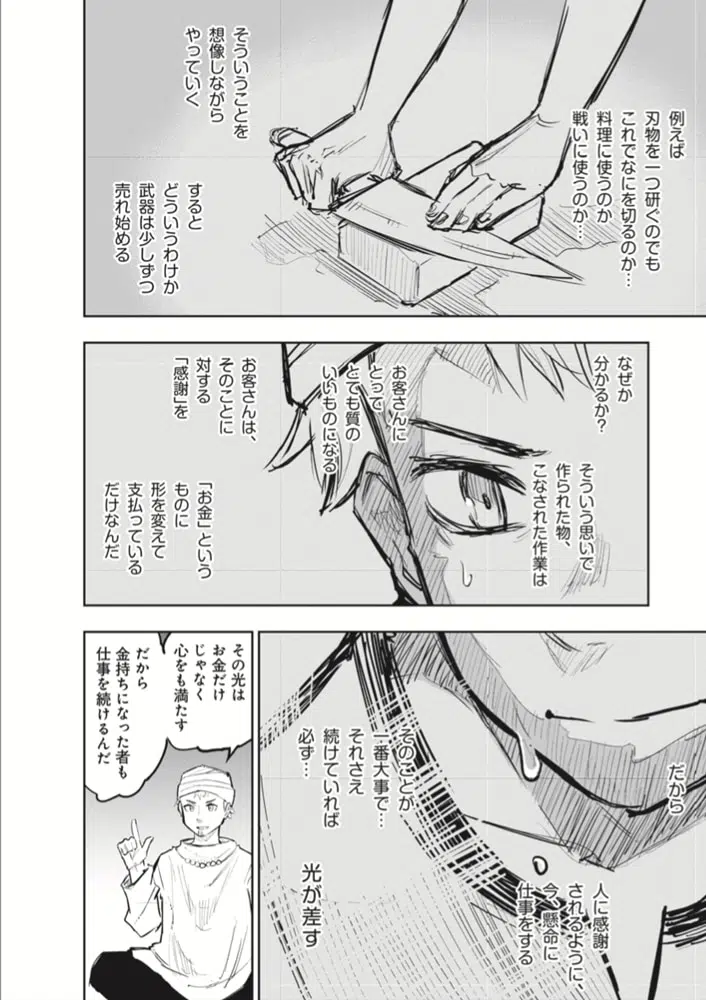 例えば
刃物を一つ研ぐのでも
これでなにを切るのか…
料理に使うのか
戦いに使うのか…
そういうことを
想像しながら
やっていく
すると
どういうわけか
武器は少しずつ
売れ始める
なぜか
分かるか?
そういう思いで
作られた物、
こなされた作業は
お客さんに
とって
とても質の
いいものになる
お客さんは、
そのことに
対する
「感謝」を
「お金」という
ものに
形を変えて
支払っている
だけなんだ
だから
人に感謝
されるように、
今、懸命に
仕事をする
そのことが
一番大事で…
それさえ
続けていれば
必ず…
光が差す
その光は
お金だけ
じゃなく
心をも満たす
だから
金持ちになった者も
仕事を続けるんだ